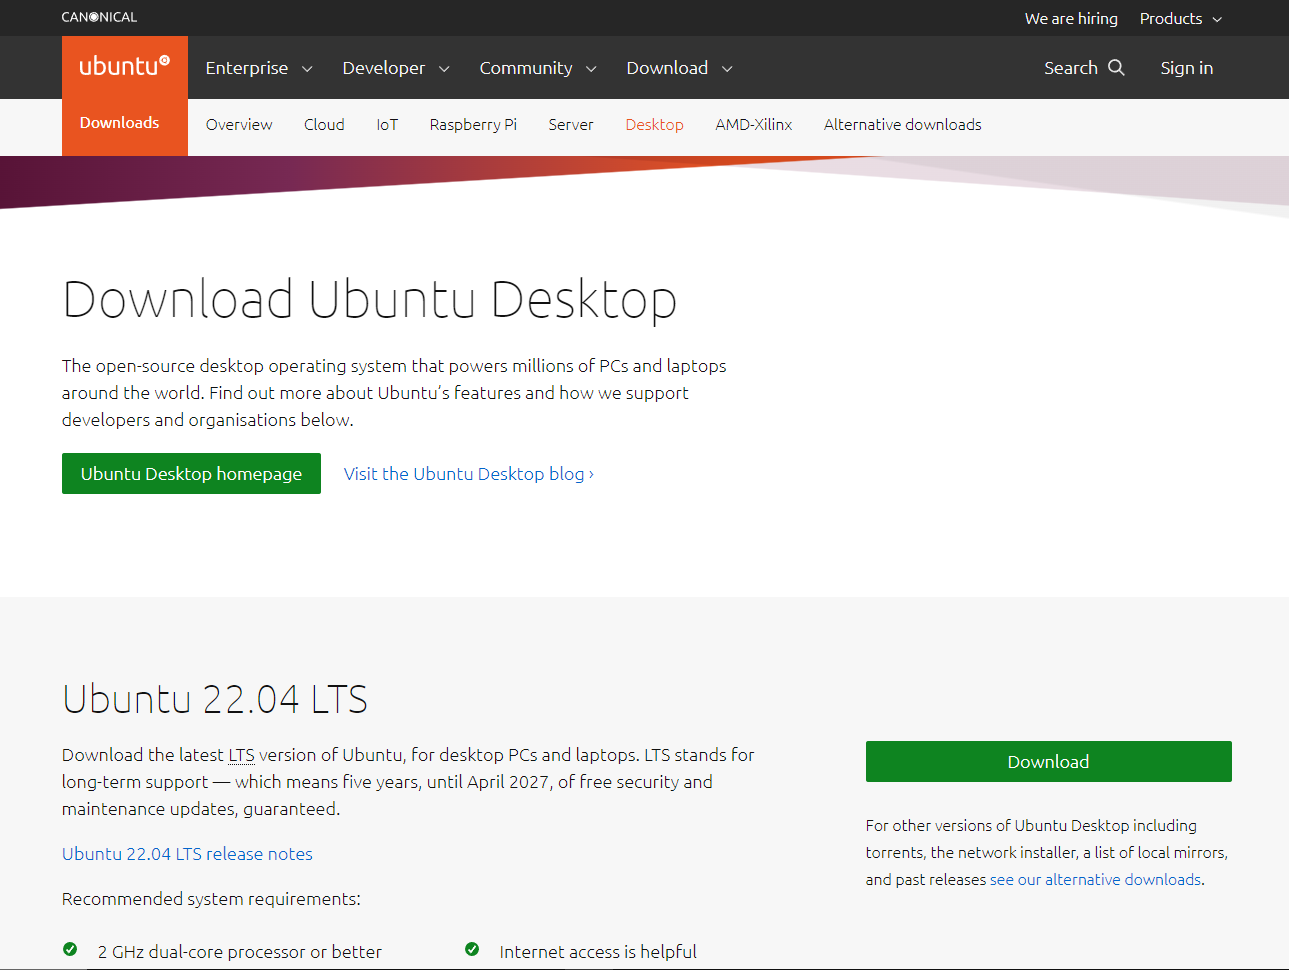 CANONICAL
We are hiring Products
ubuntu Enterprise Developer Community Download Search Sign in
Downloads Overview Cloud IoT Raspberry Pi Server Desktop AMD-Xilinx Alternative downloads
Download Ubuntu Desktop
The open-source desktop operating system that powers millions of PCs and laptops
around the world. Find out more about Ubuntu’s features and how we support
developers and organisations below.
Ubuntu Desktop homepage Visit the Ubuntu Desktop blog ›
Ubuntu 22.04 LTS
Download the latest LTS version of Ubuntu, for desktop PCs and laptops. LTS stands for
long-term support — which means five years, until April 2027, of free security and
maintenance updates, guaranteed.
Ubuntu 22.04 LTS release notes
Recommended system requirements:
2 GHz dual-core processor or better
Internet access is helpful
Download
For other versions of Ubuntu Desktop including
torrents, the network installer, a list of local mirrors,
and past releases see our alternative downloads.